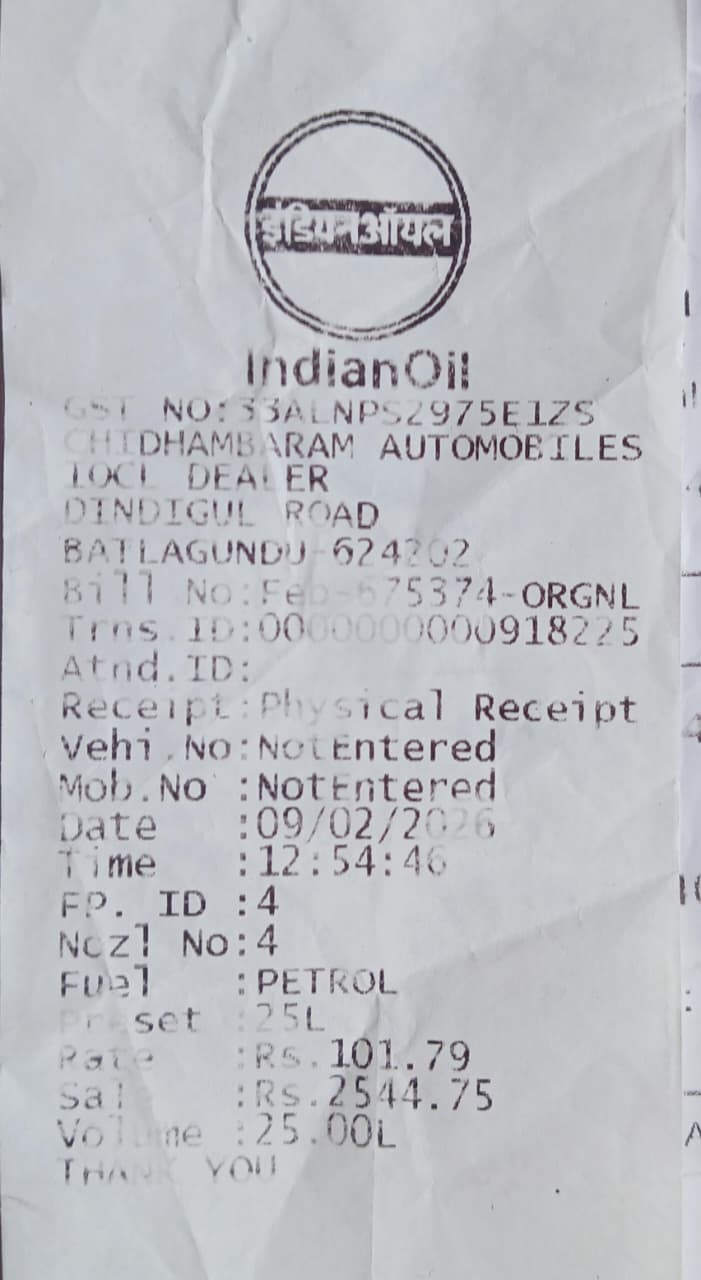 इंडियनऑयल
IndianOil
GST NO:33ALNPS2975E1ZS
CHIDHAMBARAM AUTOMOBILES
IOCL DEALER
DINDIGUL ROAD
BATLAGUNDU-624202
Bill No:Feb-675374-ORGNL
Trns.ID:0000000000918225
Atnd.ID:
Receipt:Physical Receipt
Vehi.No:NotEntered
Mob.No :NotEntered
Date :09/02/2026
Time :12:54:46
FP. ID :4
Nozl No:4
Fuel :PETROL
Preset :25L
Rate :Rs.101.79
Sale :Rs.2544.75
Volume :25.00L
THANK YOU